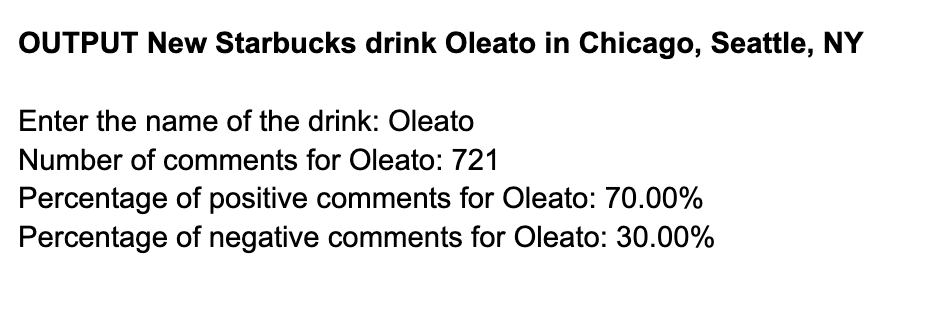 OUTPUT New Starbucks drink Oleato in Chicago, Seattle, NY
Enter the name of the drink: Oleato
Number of comments for Oleato: 721
Percentage of positive comments for Oleato: 70.00%
Percentage of negative comments for Oleato: 30.00%